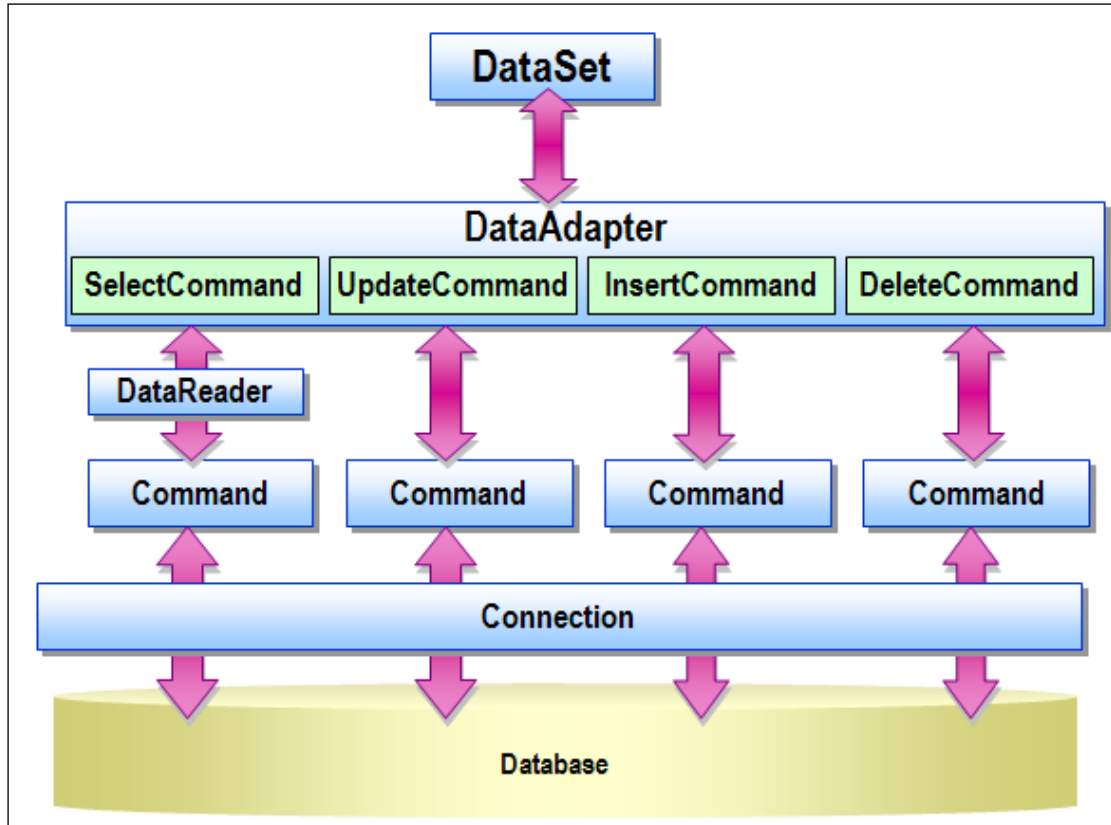 DataSet
DataAdapter
SelectCommand UpdateCommand InsertCommand DeleteCommand
DataReader
Command Command Command Command
Connection
Database